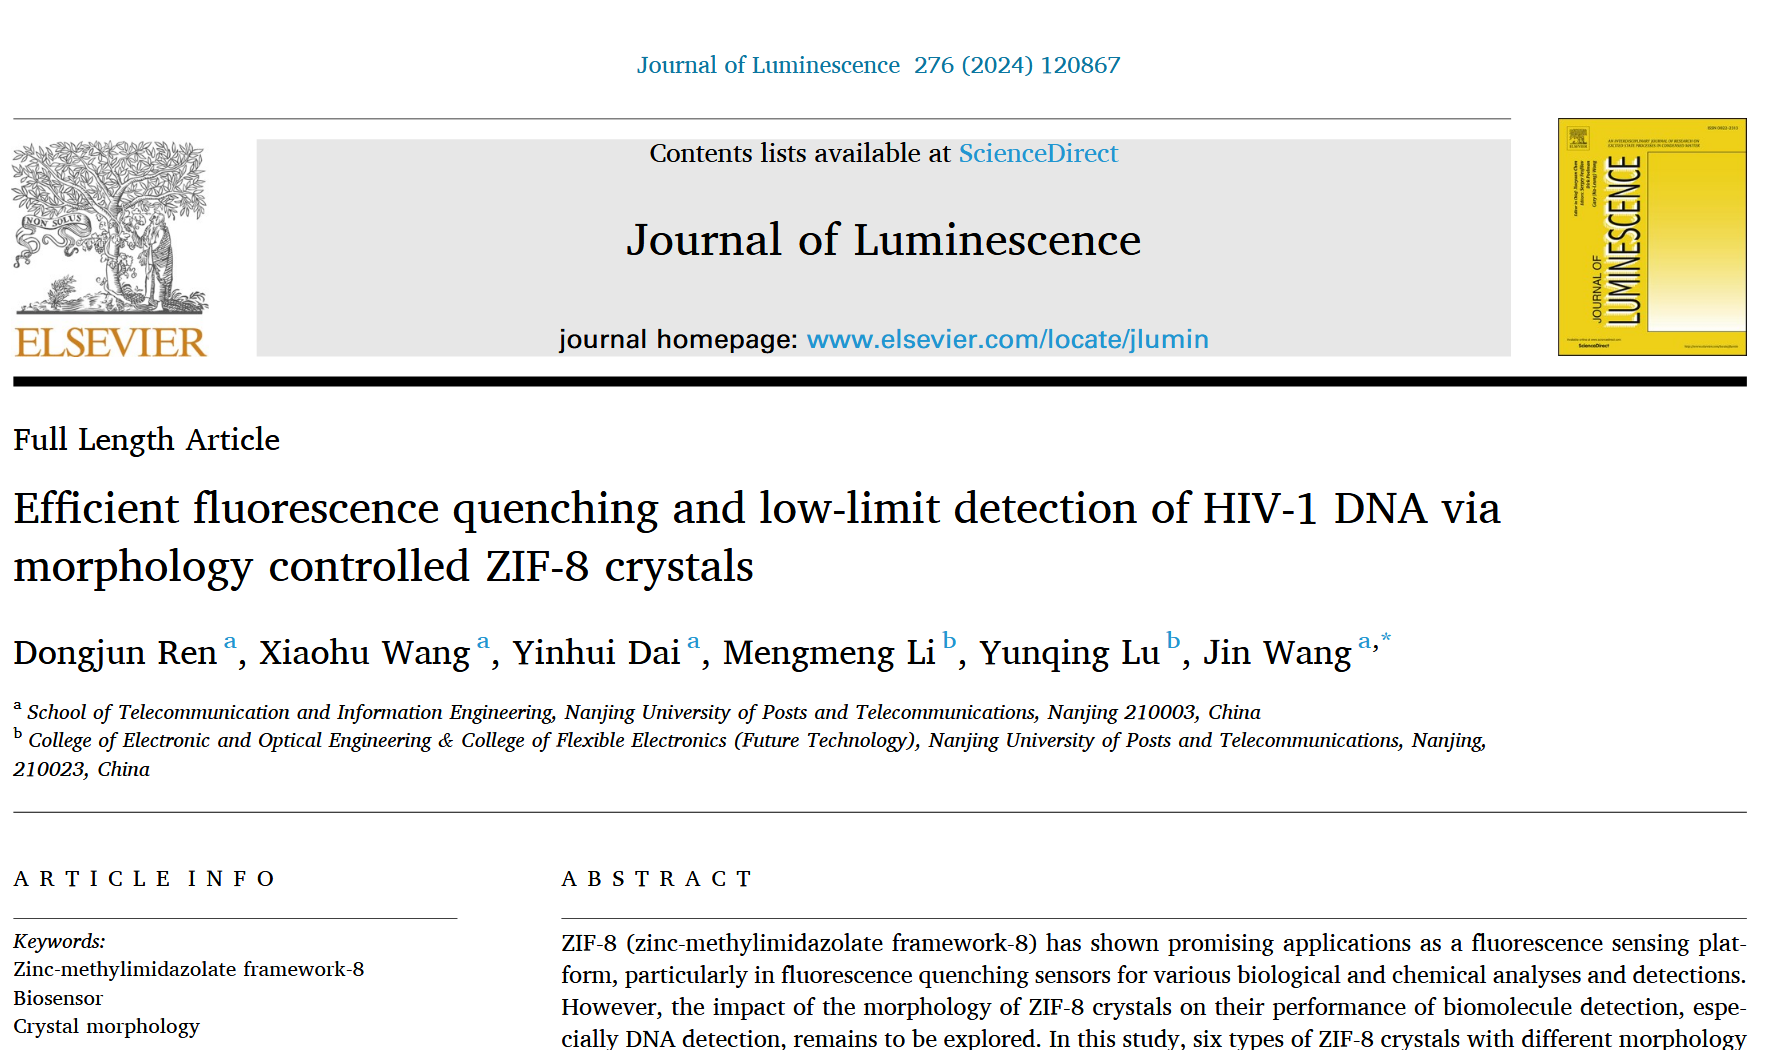 Journal of Luminescence 276 (2024) 120867
Contents lists available at ScienceDirect
Journal of Luminescence
journal homepage: www.elsevier.com/locate/jlumin
NON SOLUS
ELSEVIER
JOURNAL OF
LUMINESCENCE
ScienceDirect
Full Length Article
Efficient fluorescence quenching and low-limit detection of HIV-1 DNA via
morphology controlled ZIF-8 crystals
Dongjun Ren a, Xiaohu Wang a, Yinhui Dai a, Mengmeng Li b, Yunqing Lu b, Jin Wang a,*
a School of Telecommunication and Information Engineering, Nanjing University of Posts and Telecommunications, Nanjing 210003, China
b College of Electronic and Optical Engineering & College of Flexible Electronics (Future Technology), Nanjing University of Posts and Telecommunications, Nanjing,
210023, China
A R T I C L E I N F O
Keywords:
Zinc-methylimidazolate framework-8
Biosensor
Crystal morphology
A B S T R A C T
ZIF-8 (zinc-methylimidazolate framework-8) has shown promising applications as a fluorescence sensing plat-
form, particularly in fluorescence quenching sensors for various biological and chemical analyses and detections.
However, the impact of the morphology of ZIF-8 crystals on their performance of biomolecule detection, espe-
cially DNA detection, remains to be explored. In this study, six types of ZIF-8 crystals with different morphology